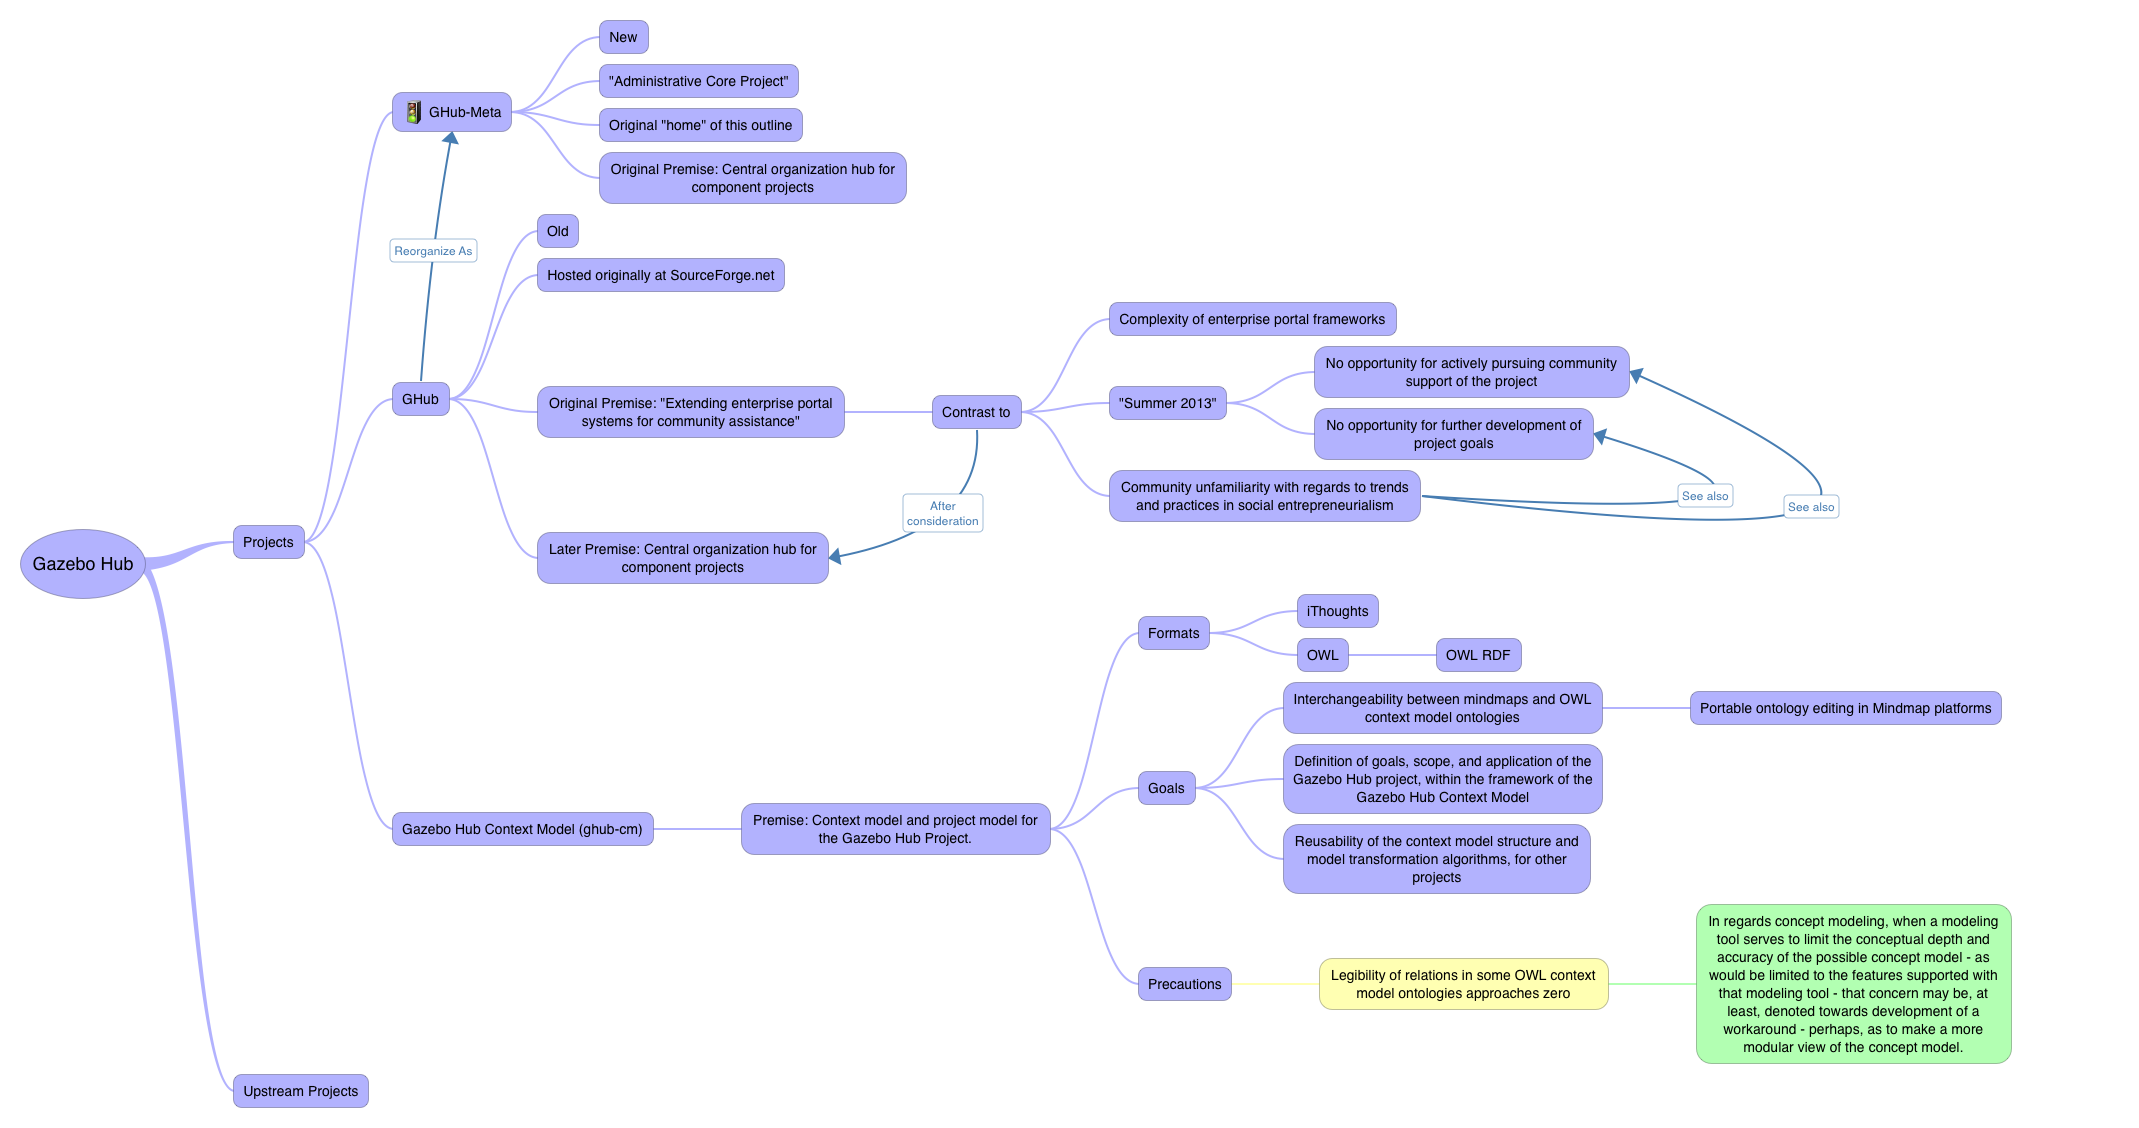 New
"Administrative Core Project"
GHub-Meta
Original "home" of this outline
Original Premise: Central organization hub for
component projects
Old
Reorganize As
Hosted originally at SourceForge.net
Complexity of enterprise portal frameworks
No opportunity for actively pursuing community
support of the project
GHub
Original Premise: "Extending enterprise portal
systems for community assistance"
Contrast to
"Summer 2013"
No opportunity for further development of
project goals
Community unfamiliarity with regards to trends
and practices in social entrepreneurialism
See also
See also
After
consideration
Later Premise: Central organization hub for
component projects
Projects
Gazebo Hub
iThoughts
Formats
OWL
OWL RDF
Interchangeability between mindmaps and OWL
context model ontologies
Portable ontology editing in Mindmap platforms
Definition of goals, scope, and application of the
Gazebo Hub project, within the framework of the
Gazebo Hub Context Model
Goals
Gazebo Hub Context Model (ghub-cm)
Premise: Context model and project model for
the Gazebo Hub Project.
Reusability of the context model structure and
model transformation algorithms, for other
projects
Precautions
Legibility of relations in some OWL context
model ontologies approaches zero
In regards concept modeling, when a modeling
tool serves to limit the conceptual depth and
accuracy of the possible concept model - as
would be limited to the features supported with
that modeling tool - that concern may be, at
least, denoted towards development of a
workaround - perhaps, as to make a more
modular view of the concept model.
Upstream Projects